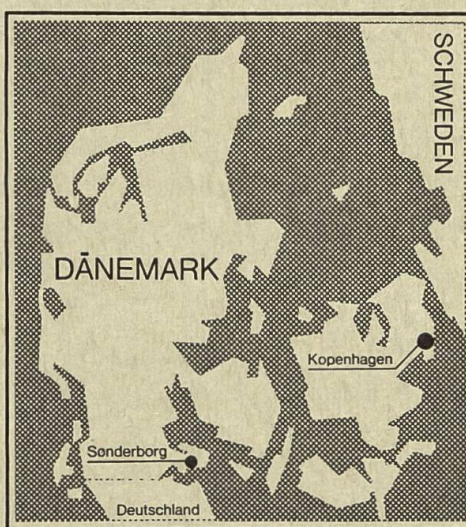 SCHWEDEN
DÄNEMARK
Kopenhagen
Sønderborg
Deutschland